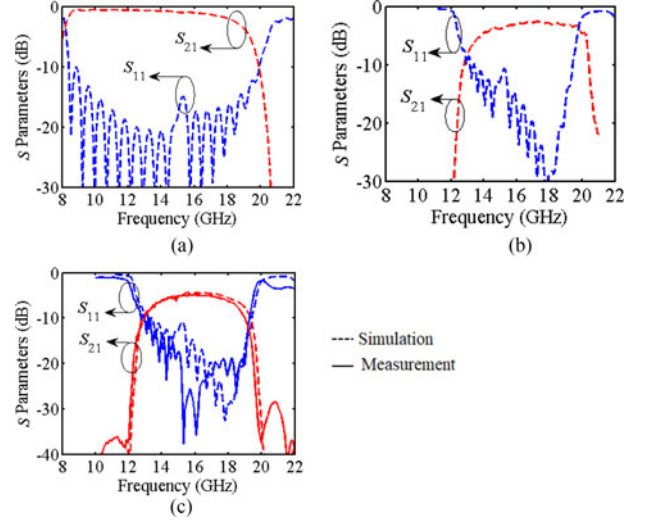 0
-10
-20
-30
S Parameters (dB)
S21
S11
8 10 12 14 16 18 20 22
Frequency (GHz)
(a)
0
-10
-20
-30
S Parameters (dB)
S11
S21
8 10 12 14 16 18 20 22
Frequency (GHz)
(b)
0
-10
-20
-30
-40
S Parameters (dB)
S11
S21
8 10 12 14 16 18 20 22
Frequency (GHz)
(c)
Simulation
Measurement